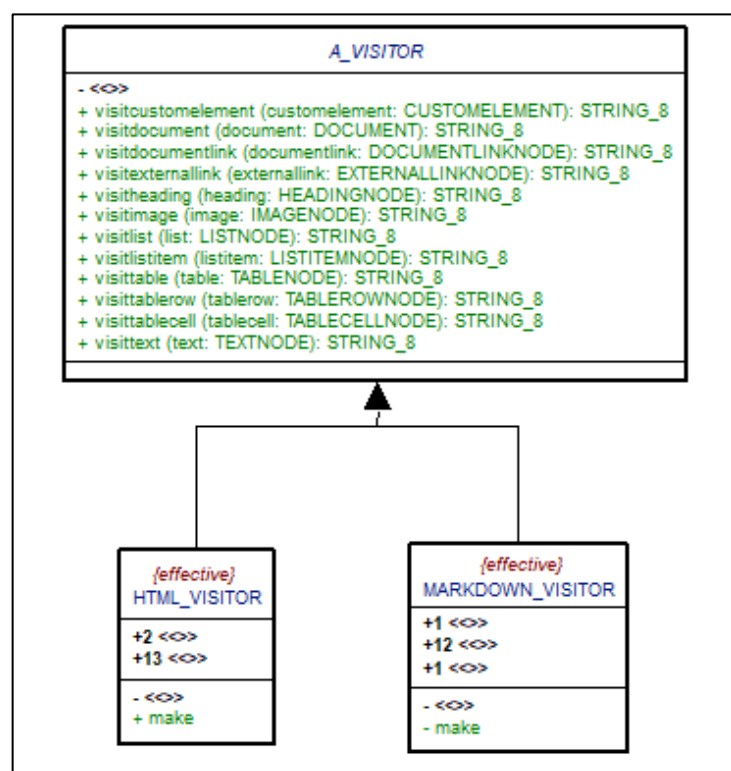 A_VISITOR
- <<>>
+ visitcustomelement (customelement: CUSTOMELEMENT): STRING_8
+ visitdocument (document: DOCUMENT): STRING_8
+ visitdocumentlink (documentlink: DOCUMENTLINKNODE): STRING_8
+ visitexternallink (externallink: EXTERNALLINKNODE): STRING_8
+ visitheading (heading: HEADINGNODE): STRING_8
+ visitimage (image: IMAGENODE): STRING_8
+ visitlist (list: LISTNODE): STRING_8
+ visitlistitem (listitem: LISTITEMNODE): STRING_8
+ visittable (table: TABLENODE): STRING_8
+ visittablerow (tablerow: TABLEROWNODE): STRING_8
+ visittablecell (tablecell: TABLECELLNODE): STRING_8
+ visittext (text: TEXTNODE): STRING_8
{effective}
HTML_VISITOR
+2 <<>>
+13 <<>>
- <<>>
+ make
{effective}
MARKDOWN_VISITOR
+1 <<>>
+12 <<>>
+1 <<>>
- <<>>
- make